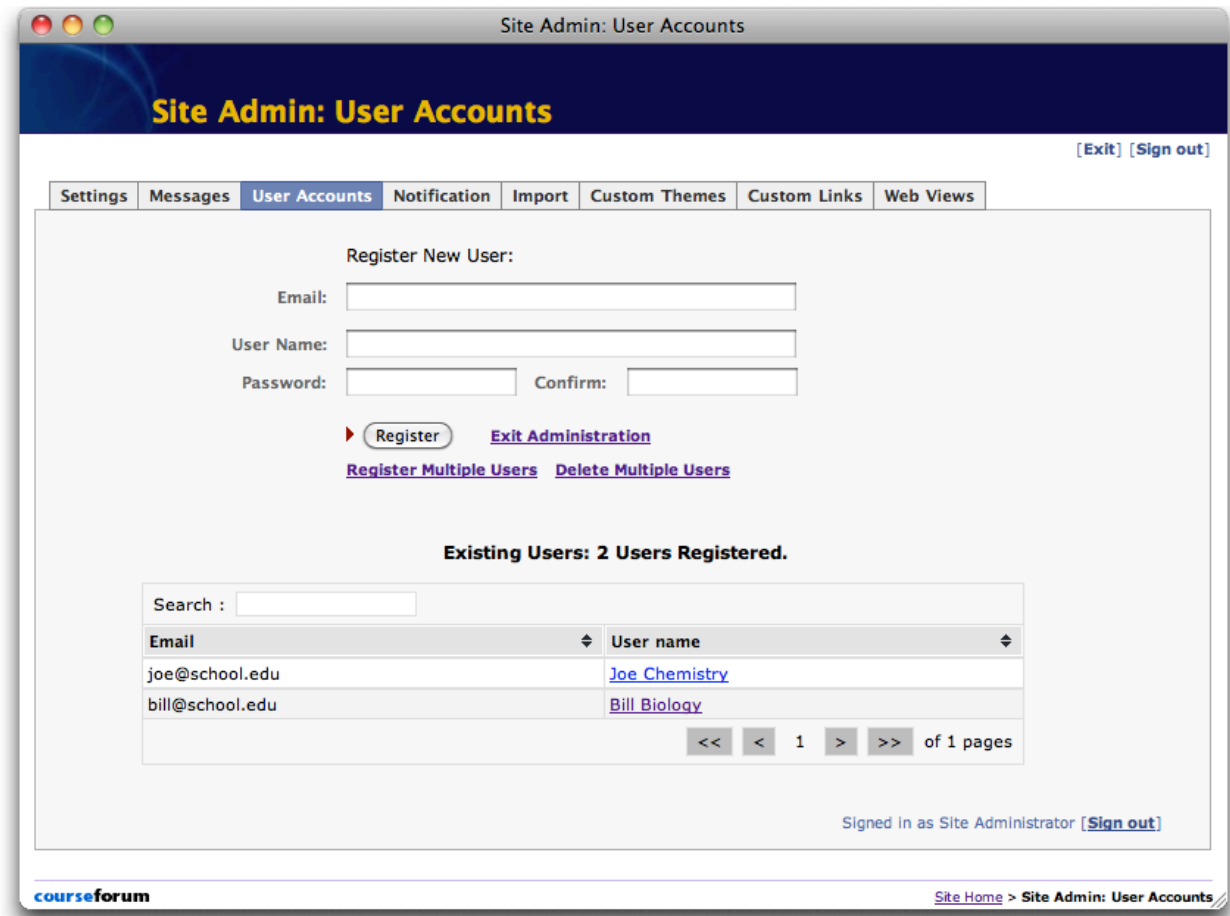 Site Admin: User Accounts
Site Admin: User Accounts
[Exit] [Sign out]
Settings Messages User Accounts Notification Import Custom Themes Custom Links Web Views
Register New User:
Email:
User Name:
Password: Confirm:
Register Exit Administration
Register Multiple Users Delete Multiple Users
Existing Users: 2 Users Registered.
Search :
Email User name
joe@school.edu Joe Chemistry
bill@school.edu Bill Biology
<< < 1 > >> of 1 pages
Signed in as Site Administrator [Sign out]
courseforum Site Home > Site Admin: User Accounts